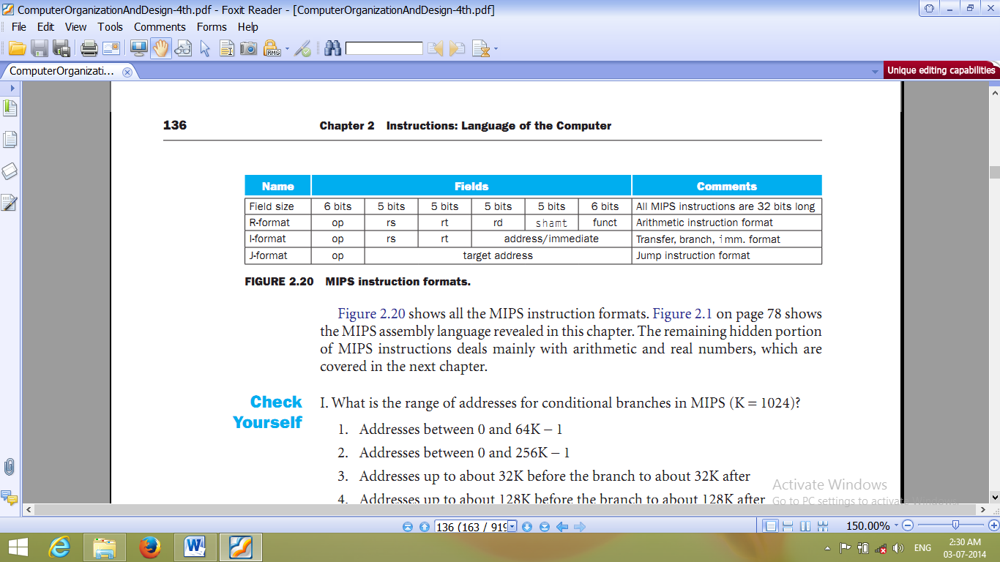 ComputerOrganizationAndDesign-4th.pdf - Foxit Reader - [ComputerOrganizationAndDesign-4th.pdf]
File Edit View Tools Comments Forms Help
RMS
ComputerOrganizati...
Unique editing capabilities
136 Chapter 2 Instructions: Language of the Computer
Name Fields Comments
Field size 6 bits 5 bits 5 bits 5 bits 5 bits 6 bits All MIPS instructions are 32 bits long
R-format op rs rt rd shamt funct Arithmetic instruction format
I-format op rs rt address/immediate Transfer, branch, imm. format
J-format op target address Jump instruction format
FIGURE 2.20 MIPS instruction formats.
Figure 2.20 shows all the MIPS instruction formats. Figure 2.1 on page 78 shows
the MIPS assembly language revealed in this chapter. The remaining hidden portion
of MIPS instructions deals mainly with arithmetic and real numbers, which are
covered in the next chapter.
Check
Yourself
I. What is the range of addresses for conditional branches in MIPS (K = 1024)?
1. Addresses between 0 and 64K – 1
2. Addresses between 0 and 256K – 1
3. Addresses up to about 32K before the branch to about 32K after
4. Addresses up to about 128K before the branch to about 128K after
Activate Windows
Go to PC settings to activate Windows.
136 (163 / 919
150.00%
ENG
2:30 AM
03-07-2014